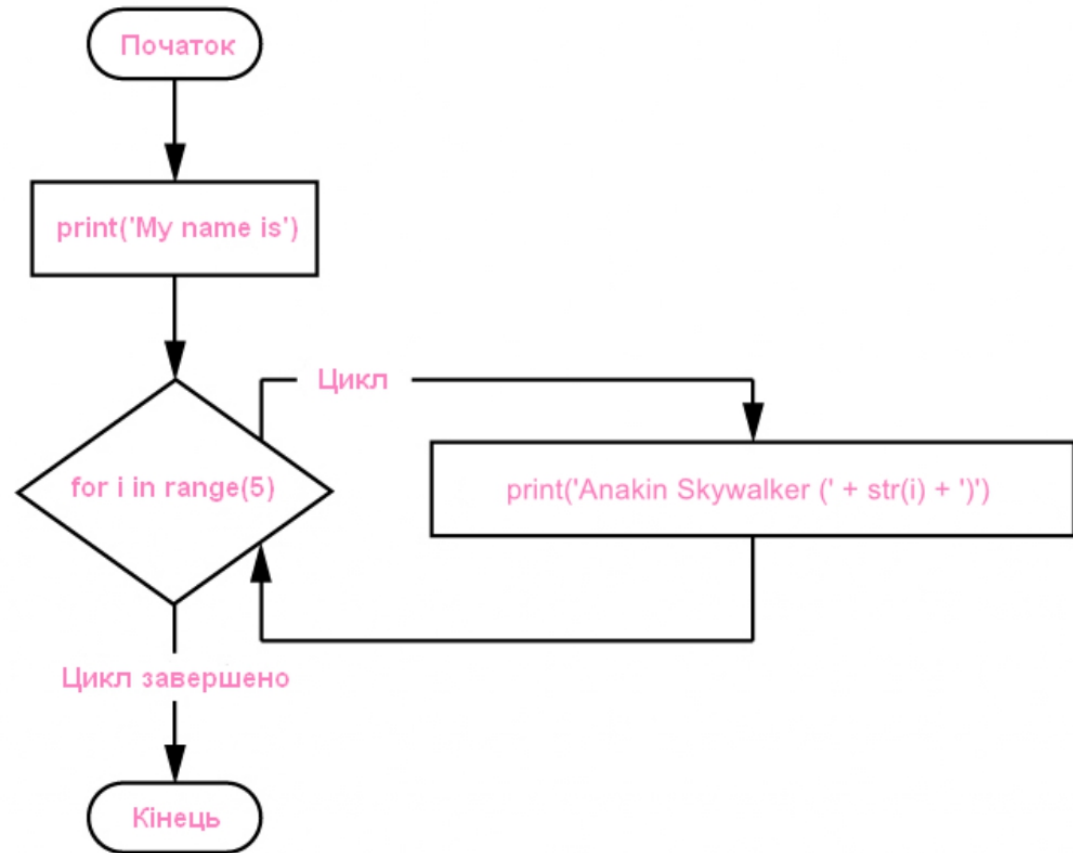 Початок
print('My name is')
Цикл
for i in range(5)
print('Anakin Skywalker (' + str(i) + ')')
Цикл завершено
Кінець